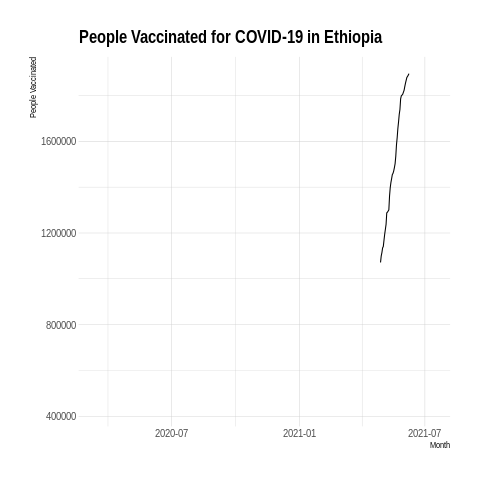 People Vaccinated for COVID-19 in Ethiopia
People Vaccinated
1600000
1200000
800000
400000
2020-07
2021-01
2021-07
Month